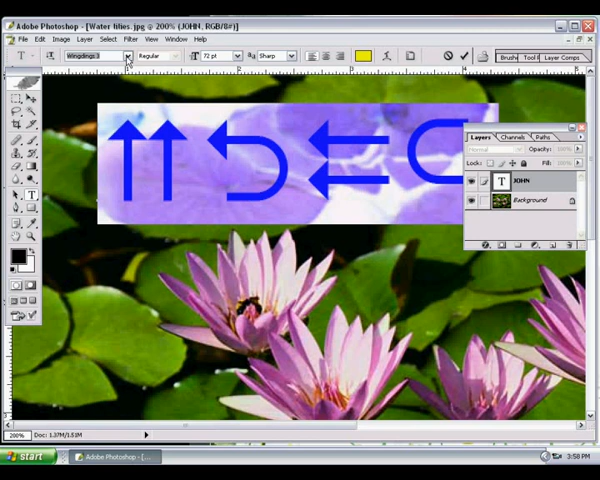 Adobe Photoshop - [Water lilies.jpg @ 200% (JOHN, RGB/8#)]
File Edit Image Layer Select Filter View Window Help
Wingdings 3 Regular 72 pt Sharp Brush Tool Layer Comps
Layers Channels Paths
Normal Opacity:
Lock: Fill:
T JOHN
Background
200% Doc: 1.37M/1.51M
start Adobe Photoshop - [... 3:58 PM